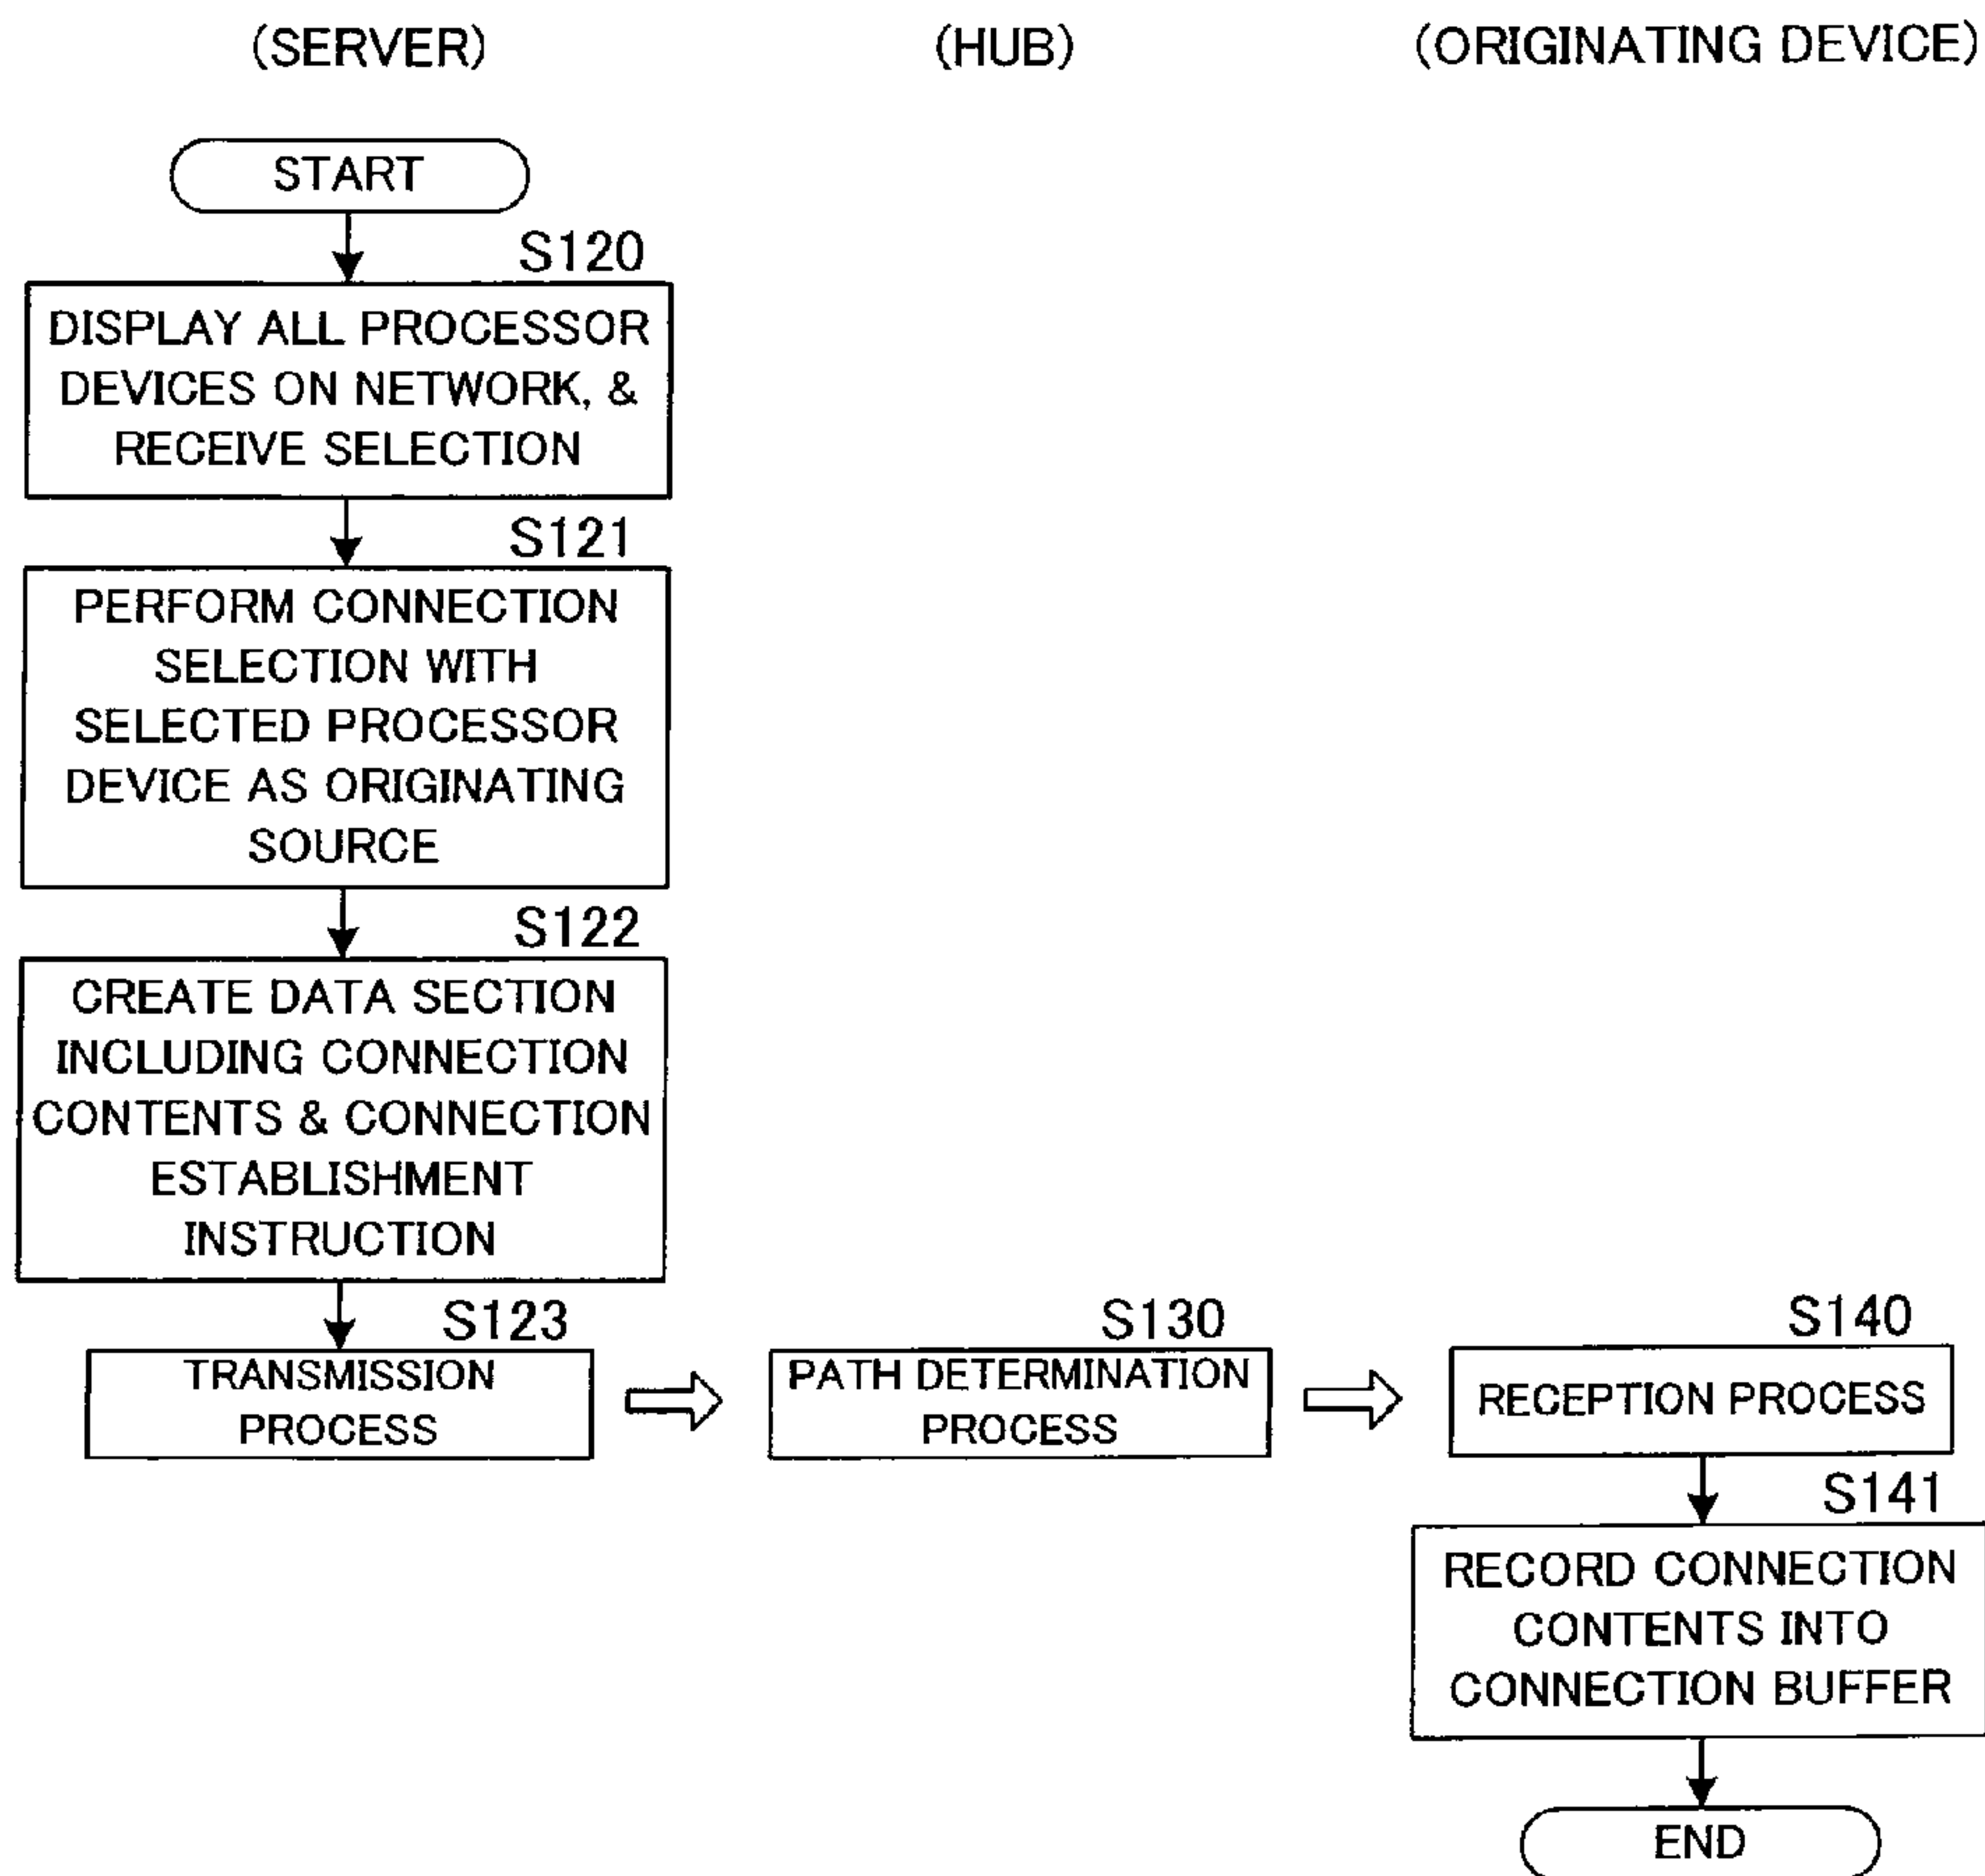 (SERVER)
(HUB)
(ORIGINATING DEVICE)
START
S120
DISPLAY ALL PROCESSOR
DEVICES ON NETWORK, &
RECEIVE SELECTION
S121
PERFORM CONNECTION
SELECTION WITH
SELECTED PROCESSOR
DEVICE AS ORIGINATING
SOURCE
S122
CREATE DATA SECTION
INCLUDING CONNECTION
CONTENTS & CONNECTION
ESTABLISHMENT
INSTRUCTION
S123
TRANSMISSION
PROCESS
S130
PATH DETERMINATION
PROCESS
S140
RECEPTION PROCESS
S141
RECORD CONNECTION
CONTENTS INTO
CONNECTION BUFFER
END